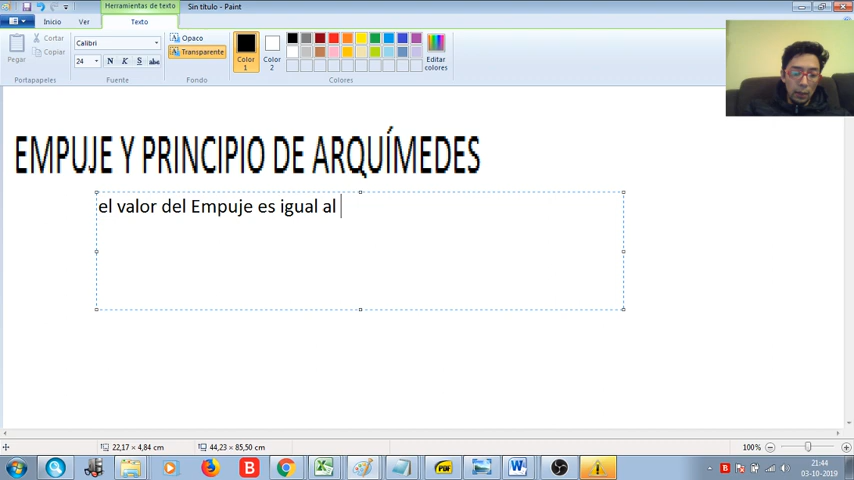 Herramientas de texto
Sin título - Paint
Inicio
Ver
Texto
Pegar
Cortar
Copiar
Portapapeles
Calibri
24
N K S abc
Fuente
Opaco
Transparente
Fondo
Color 1
Color 2
Editar colores
Colores
EMPUJE Y PRINCIPIO DE ARQUÍMEDES
el valor del Empuje es igual al
22,17 × 4,84 cm
44,23 × 85,50 cm
100%
B
PDF
W
B
21:44
03-10-2019